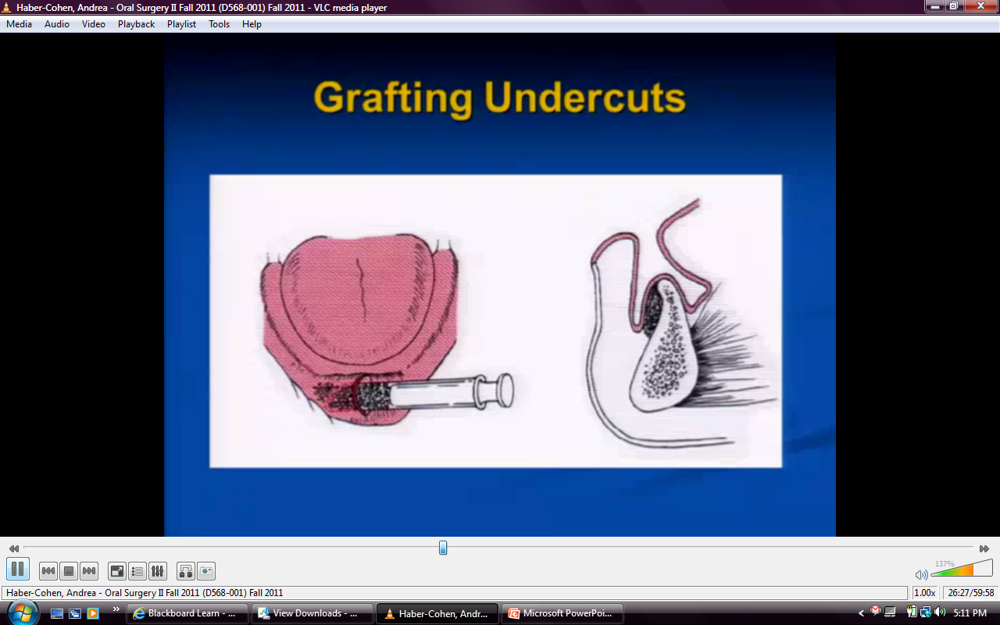 Haber-Cohen, Andrea - Oral Surgery II Fall 2011 (D568-001) Fall 2011 - VLC media player
Media Audio Video Playback Playlist Tools Help
Grafting Undercuts
137%
Haber-Cohen, Andrea - Oral Surgery II Fall 2011 (D568-001) Fall 2011
1.00x
26:27/59:58
Blackboard Learn - ...
View Downloads - ...
Haber-Cohen, Andr...
Microsoft PowerPoi...
5:11 PM